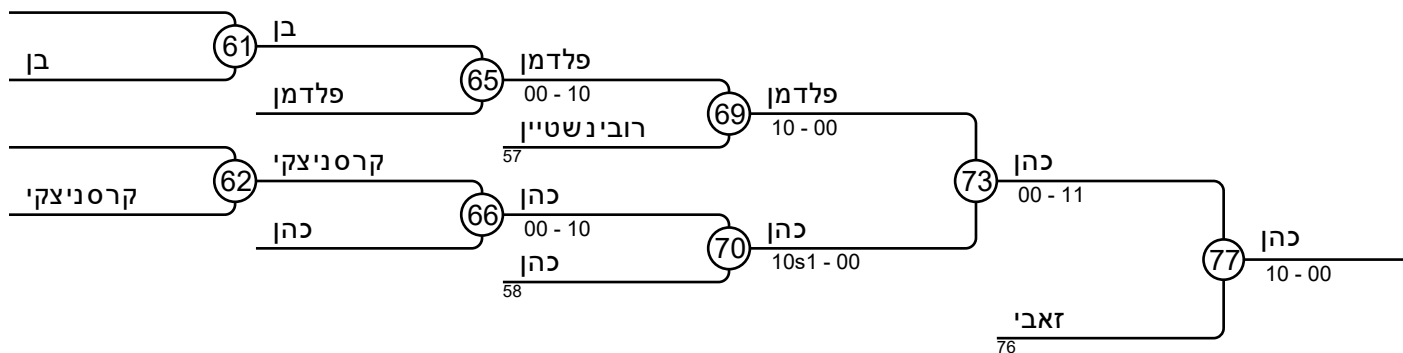 בן
61
בן
65
פלדמן
פלדמן
00 - 10
69
רובינשטיין
57
פלדמן
10 - 00
קרסניצקי
62
קרסניצקי
66
כהן
כהן
00 - 10
70
כהן
58
כהן
10s1 - 00
73
כהן
00 - 11
77
זאבי
76
כהן
10 - 00